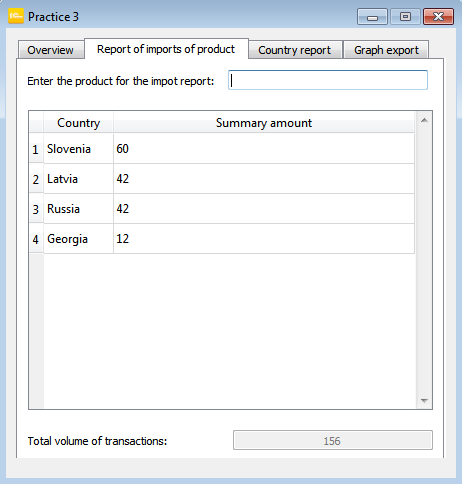 Practice 3
Overview Report of imports of product Country report Graph export
Enter the product for the impot report:
Country Summary amount
1 Slovenia 60
2 Latvia 42
3 Russia 42
4 Georgia 12
Total volume of transactions: 156